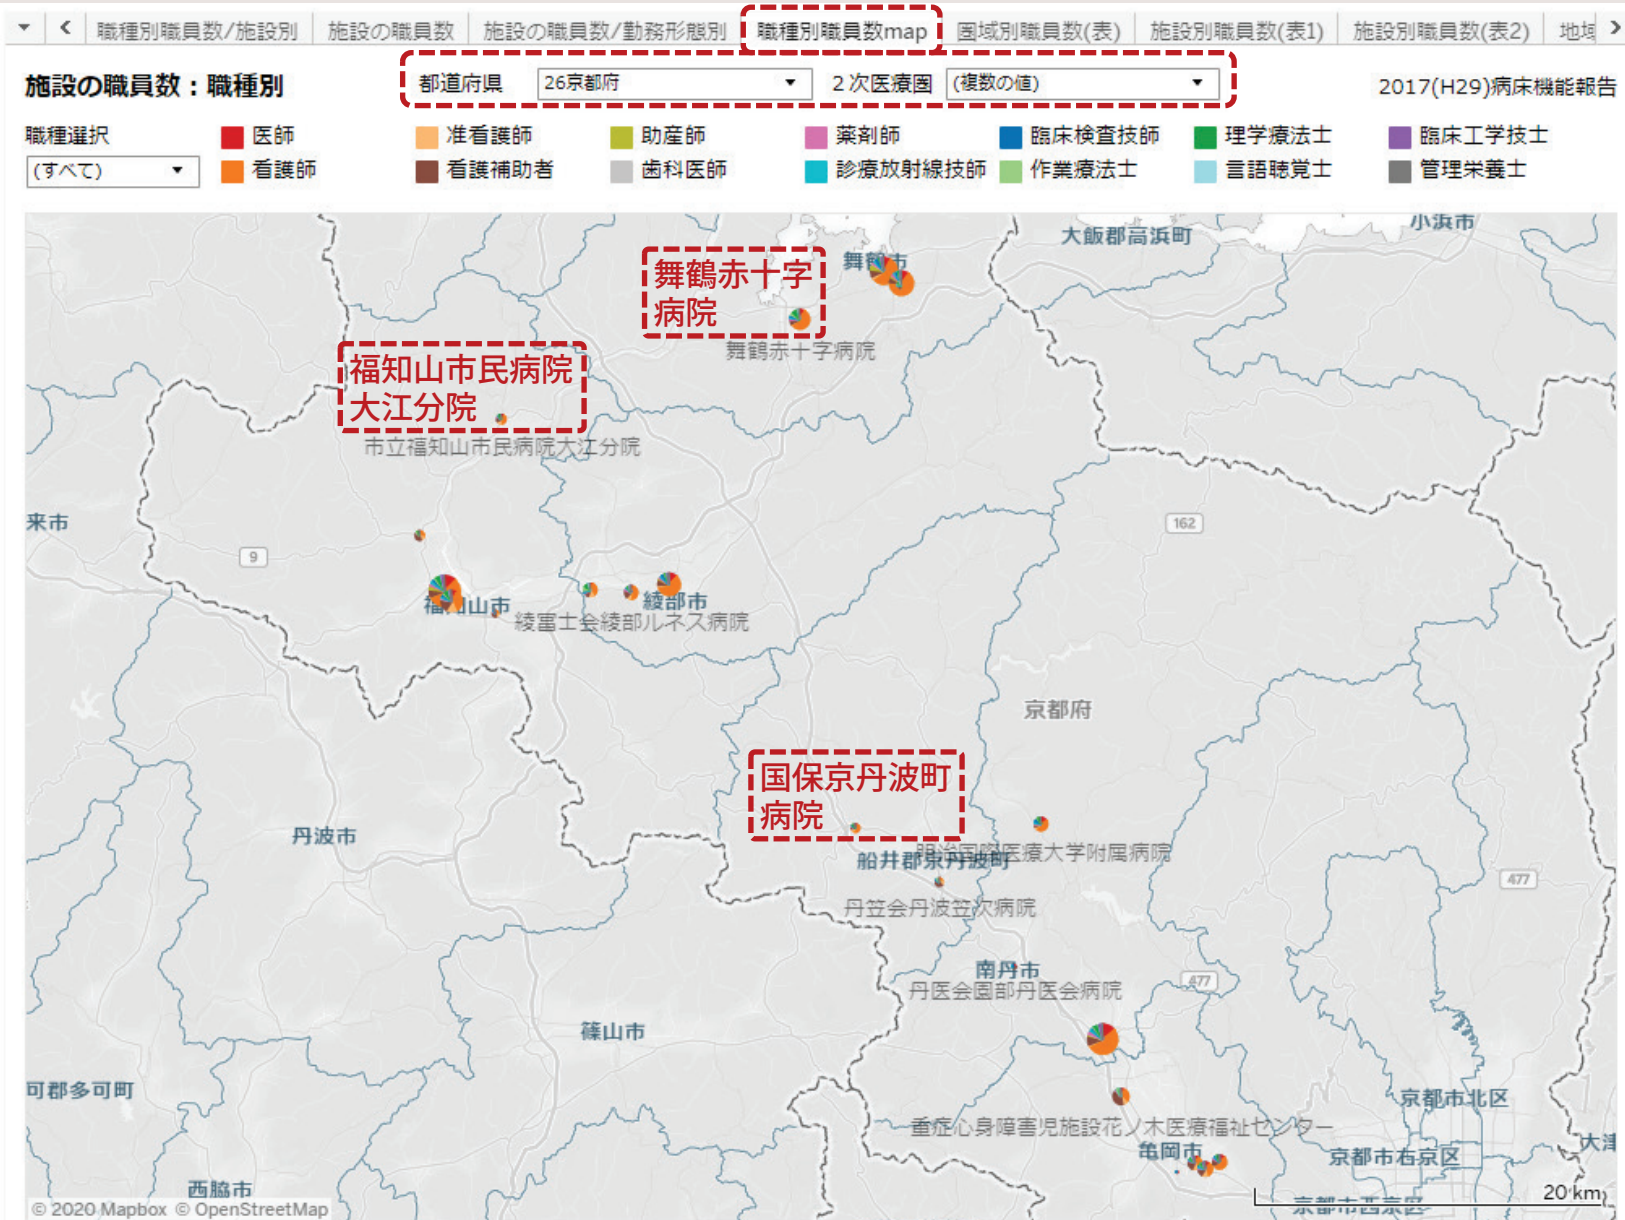 職種別職員数/施設別 施設の職員数 施設の職員数/勤務形態別 職種別職員数map 圏域別職員数(表) 施設別職員数(表1) 施設別職員数(表2) 地域
施設の職員数：職種別 都道府県 26京都府 2次医療圏 (複数の値) 2017(H29)病床機能報告
職種選択 医師 准看護師 助産師 薬剤師 臨床検査技師 理学療法士 臨床工学技士
(すべて) 看護師 看護補助者 歯科医師 診療放射線技師 作業療法士 言語聴覚士 管理栄養士
小浜市
大飯郡高浜町
舞鶴市
舞鶴赤十字
病院
舞鶴赤十字病院
福知山市民病院
大江分院
市立福知山市民病院大江分院
来市
162
9
福知山市
綾部市
綾富士会綾部ルネス病院
京都府
国保京丹波町
病院
丹波市
船井郡京丹波町
明治国際医療大学附属病院
477
丹笠会丹波笠次病院
南丹市
477
丹医会園部丹医会病院
篠山市
可郡多可町
京都市北区
重症心身障害児施設花ノ木医療福祉センター
亀岡市
京都市右京区
大津
西脇市
京都市西京区
20 km
© 2020 Mapbox © OpenStreetMap